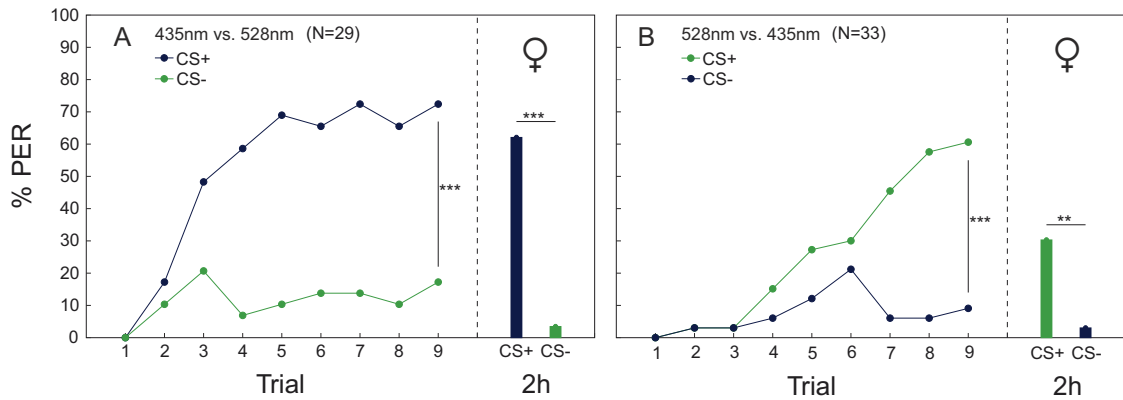 % PER
100
90
80
70
60
50
40
30
20
10
0
A 435nm vs. 528nm (N=29)
CS+
CS-
♀
***
***
1 2 3 4 5 6 7 8 9
Trial
CS+ CS-
2h
B 528nm vs. 435nm (N=33)
CS+
CS-
♀
***
**
1 2 3 4 5 6 7 8 9
Trial
CS+ CS-
2h